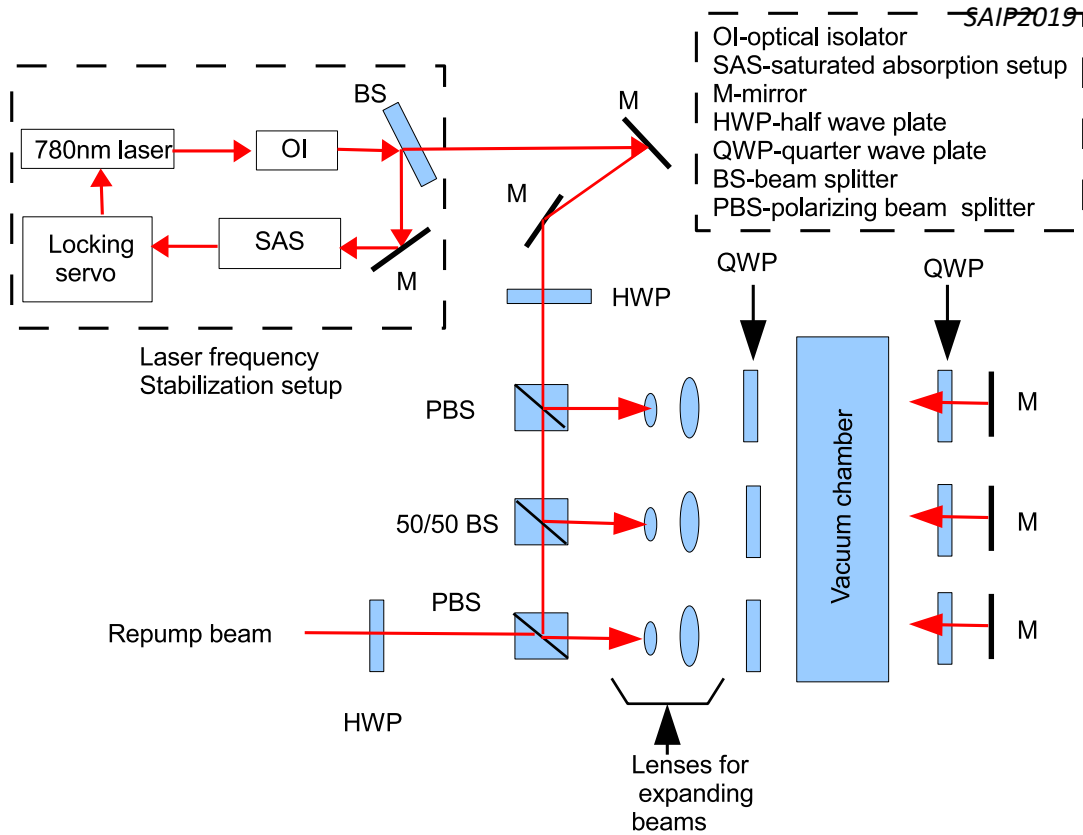 SAIP2019
OI-optical isolator
SAS-saturated absorption setup
M-mirror
HWP-half wave plate
QWP-quarter wave plate
BS-beam splitter
PBS-polarizing beam  splitter
BS
M
780nm laser
OI
M
Locking
servo
SAS
M
QWP
QWP
HWP
Laser frequency
Stabilization setup
PBS
M
50/50 BS
M
Vacuum chamber
PBS
Repump beam
M
HWP
Lenses for
expanding
beams